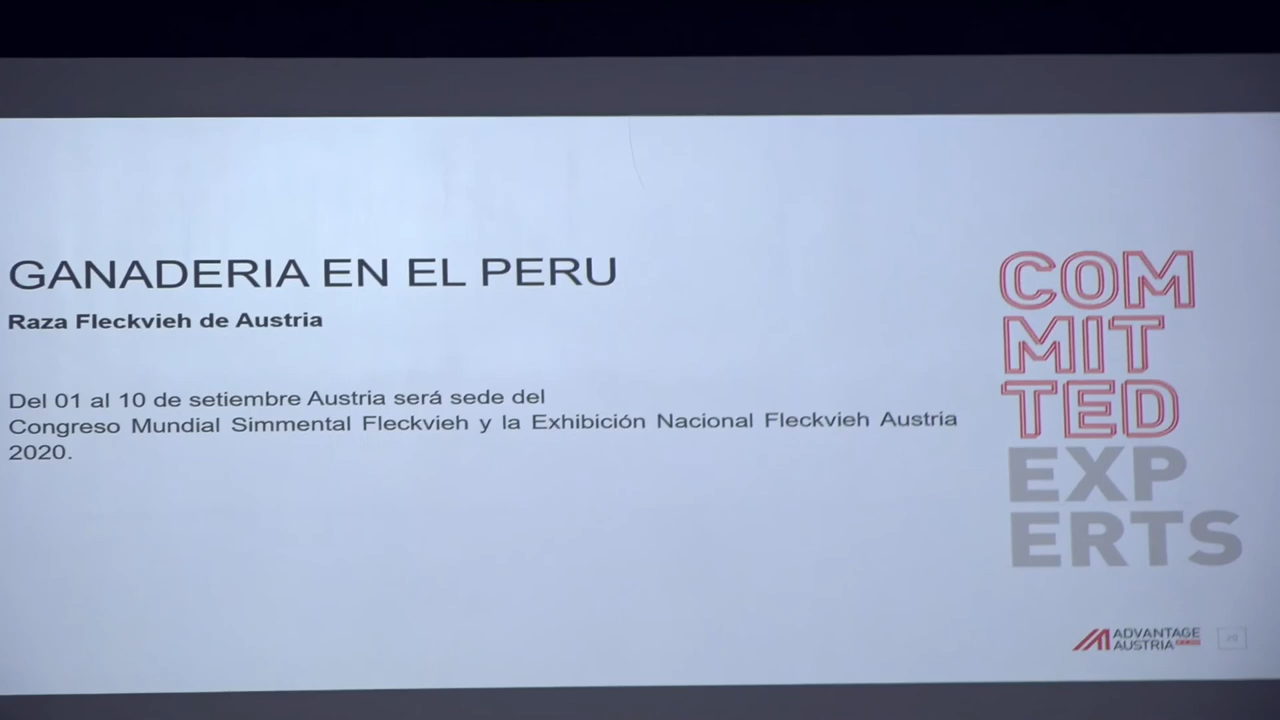 GANADERIA EN EL PERU
Raza Fleckvieh de Austria
Del 01 al 10 de setiembre Austria será sede del
Congreso Mundial Simmental Fleckvieh y la Exhibición Nacional Fleckvieh Austria
2020.
COM
MIT
TED
EXP
ERTS
ADVANTAGE
AUSTRIA